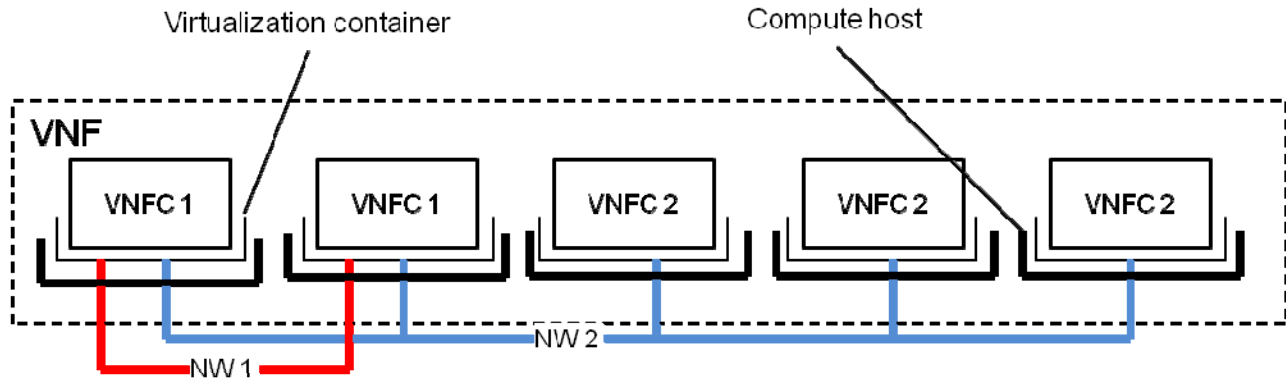 Virtualization container
Compute host
VNF
VNFC 1
VNFC 1
VNFC 2
VNFC 2
VNFC 2
NW 2
NW 1